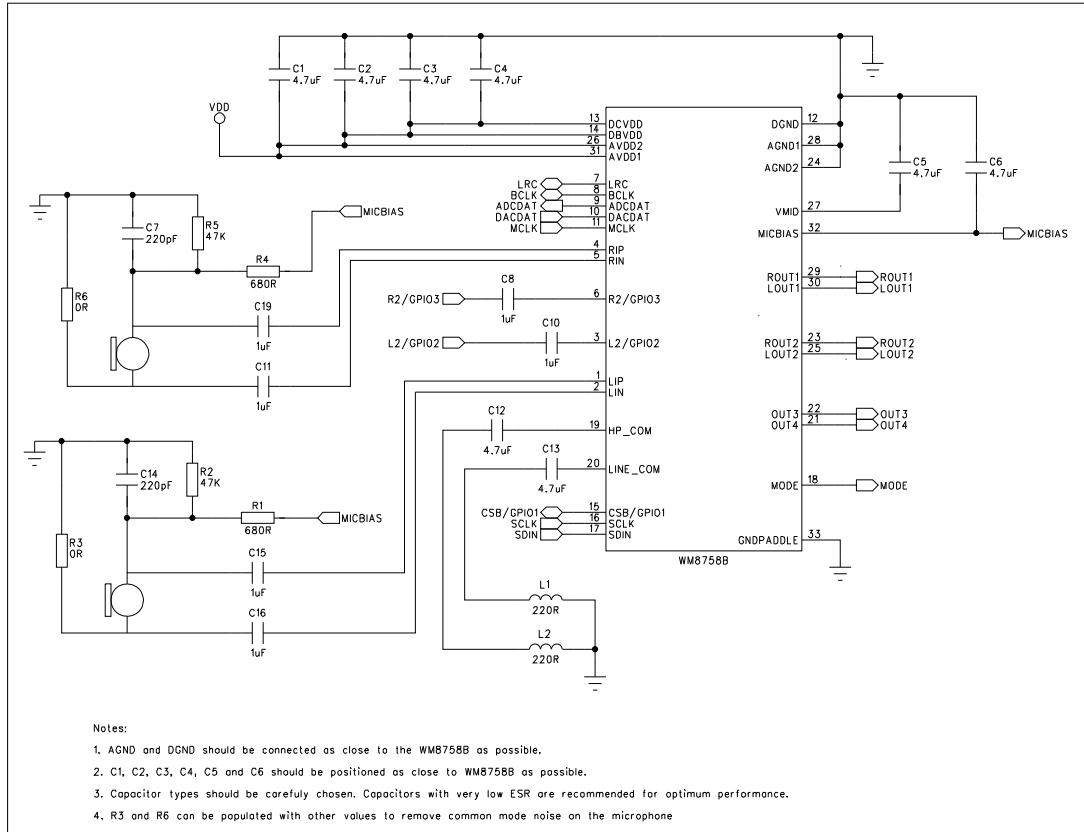 C1
4.7uF
C2
4.7uF
C3
4.7uF
C4
4.7uF
VDD
13 DCVDD
14 DBVDD
26 AVDD2
31 AVDD1
DGND 12
AGND1 28
AGND2 24
C5
4.7uF
C6
4.7uF
LRC 7 LRC
BCLK 8 BCLK
ADCDAT 9 ADCDAT
DACDAT 10 DACDAT
MCLK 11 MCLK
VMID 27
MICBIAS 32 MICBIAS
C7
220pF
R5
47K
MICBIAS
R4
680R
4 RIP
5 RIN
R6
0R
C19
1uF
C11
1uF
ROUT1 29 ROUT1
LOUT1 30 LOUT1
R2/GPIO3 C8 6 R2/GPIO3
1uF
L2/GPIO2 C10 3 L2/GPIO2
1uF
ROUT2 23 ROUT2
LOUT2 25 LOUT2
1 LIP
2 LIN
C12 19 HP_COM
4.7uF
C13 20 LINE_COM
4.7uF
OUT3 22 OUT3
OUT4 21 OUT4
C14
220pF
R2
47K
R1
680R
MICBIAS
MODE 18 MODE
CSB/GPIO1 15 CSB/GPIO1
SCLK 16 SCLK
SDIN 17 SDIN
GNDPADDLE 33
WM8758B
R3
0R
C15
1uF
C16
1uF
L1
220R
L2
220R
Notes:
1. AGND and DGND should be connected as close to the WM8758B as possible.
2. C1, C2, C3, C4, C5 and C6 should be positioned as close to WM8758B as possible.
3. Capacitor types should be carefuly chosen. Capacitors with very low ESR are recommended for optimum performance.
4. R3 and R6 can be populated with other values to remove common mode noise on the microphone